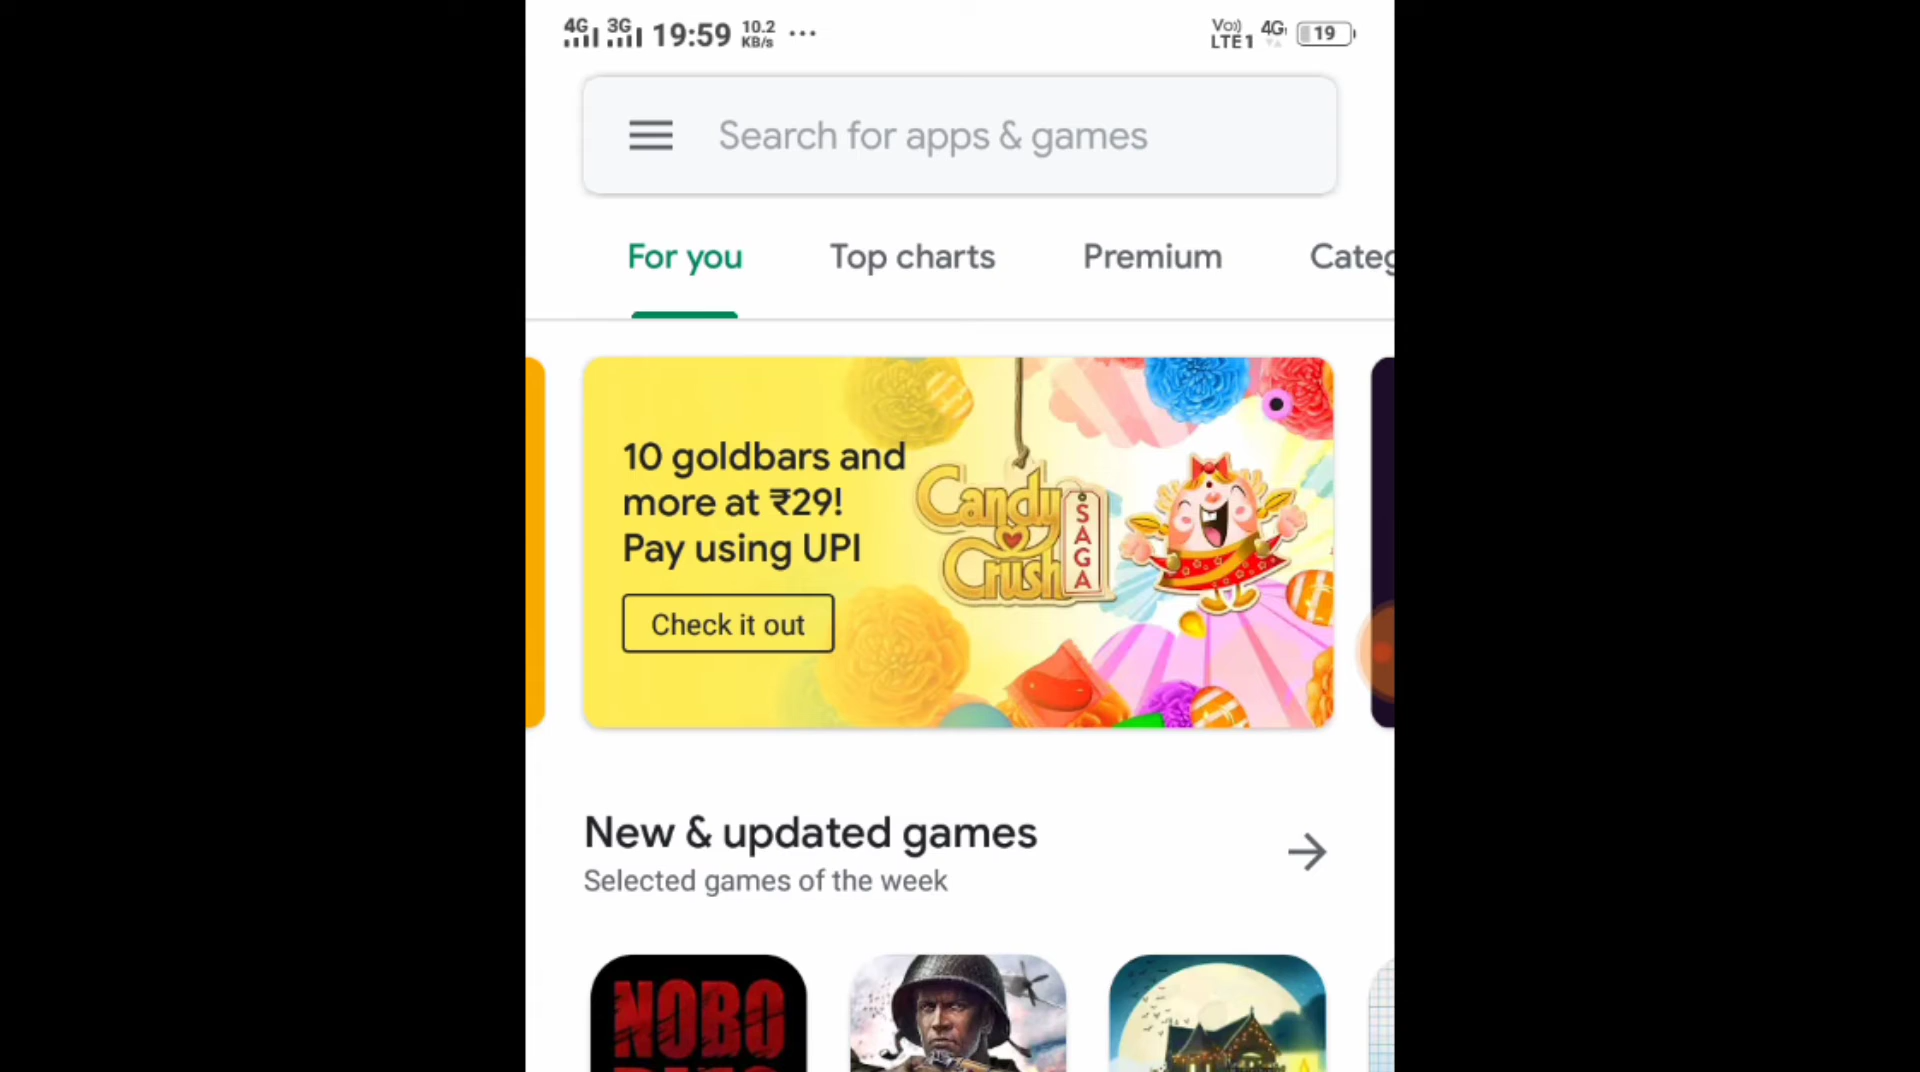 4G 3G 19:59 10.2 KB/s ... Vo)) LTE1 4G 19
Search for apps & games
For you Top charts Premium Categ
10 goldbars and
more at ₹29!
Pay using UPI
Check it out
Candy
Crush
SAGA
New & updated games
Selected games of the week
NOBO